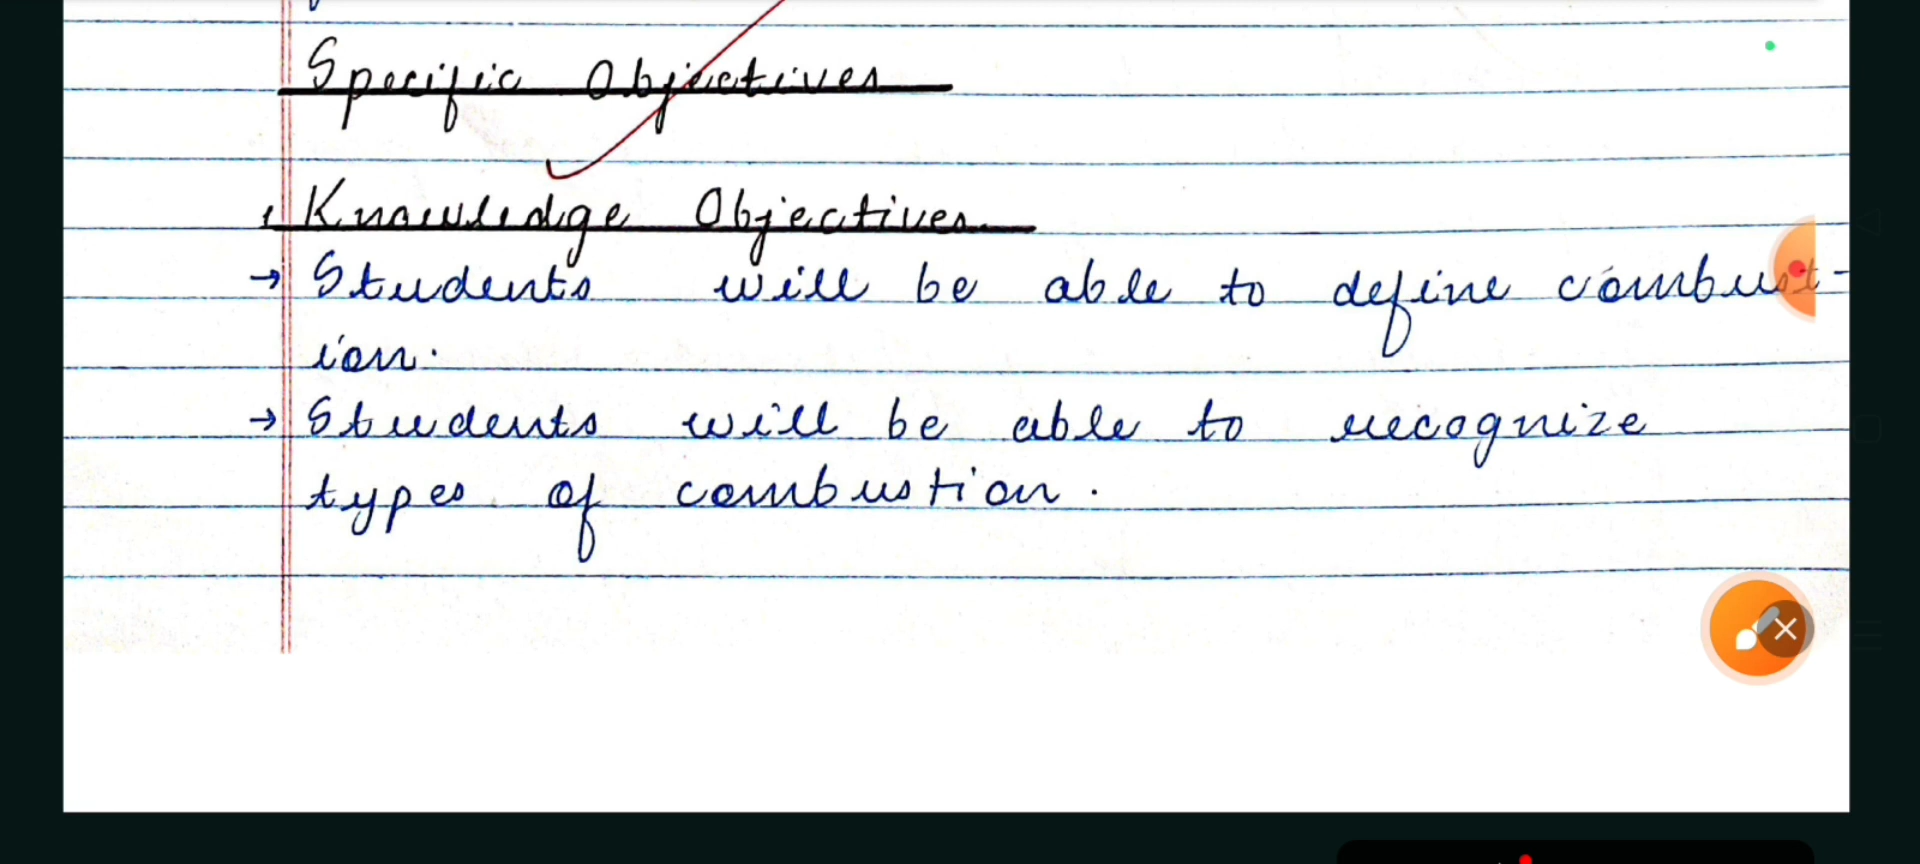 Specific Objectives
1 Knowledge Objectives
→ Students will be able to define combust-
ion.
→ Students will be able to recognize
types of combustion.